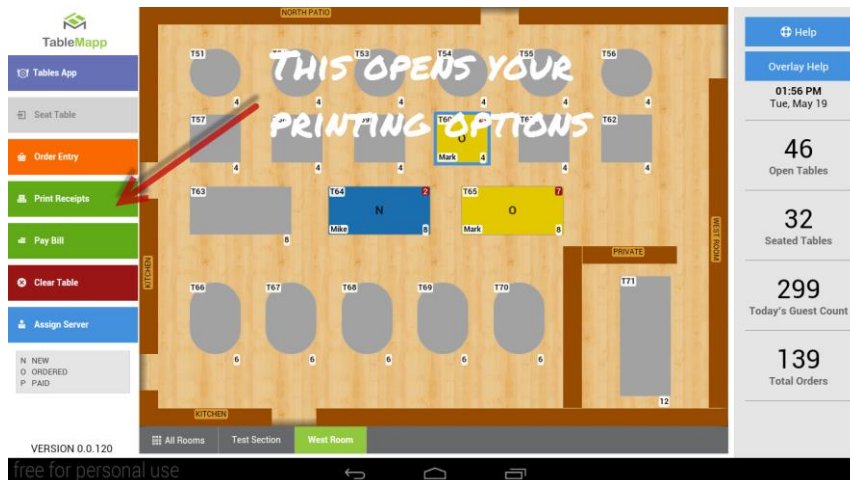 NORTH PATIO
TableMapp
Tables App
Seat Table
Order Entry
Print Receipts
Pay Bill
Clear Table
Assign Server
N NEW
O ORDERED
P PAID
VERSION 0.0.120
free for personal use
THIS OPENS YOUR
PRINTING OPTIONS
T51
T53
T54
T55
T56
4 4 4 4 4 4
T57
T60
T62
O
Mark 4
4 4 4 4 4
T63
8
T64 2
N
Mike 8
T65 7
O
Mark 8
KITCHEN
WEST ROOM
PRIVATE
T66 T67 T68 T69 T70
6 6 6 6 6
T71
12
KITCHEN
All Rooms Test Section West Room
Help
Overlay Help
01:56 PM
Tue, May 19
46
Open Tables
32
Seated Tables
299
Today's Guest Count
139
Total Orders